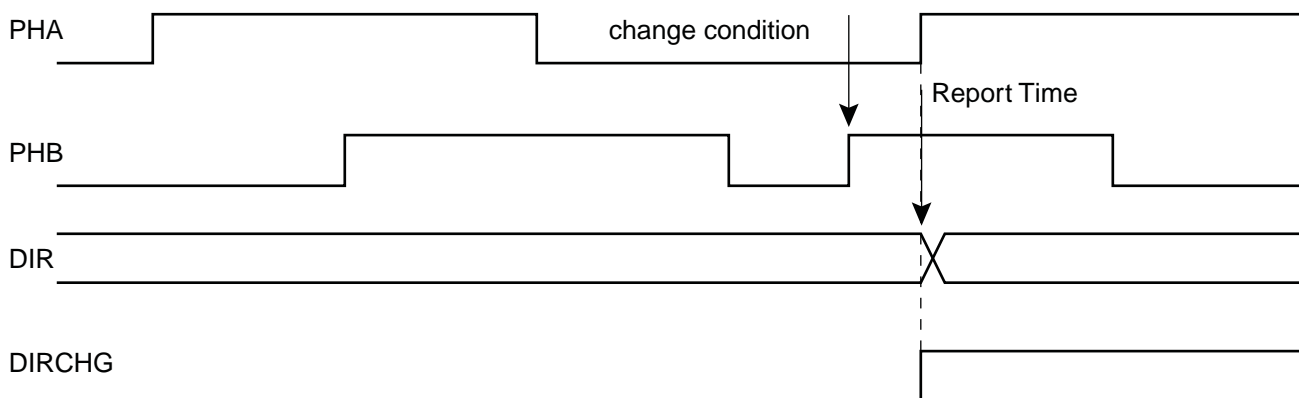 PHA
change condition
Report Time
PHB
DIR
DIRCHG